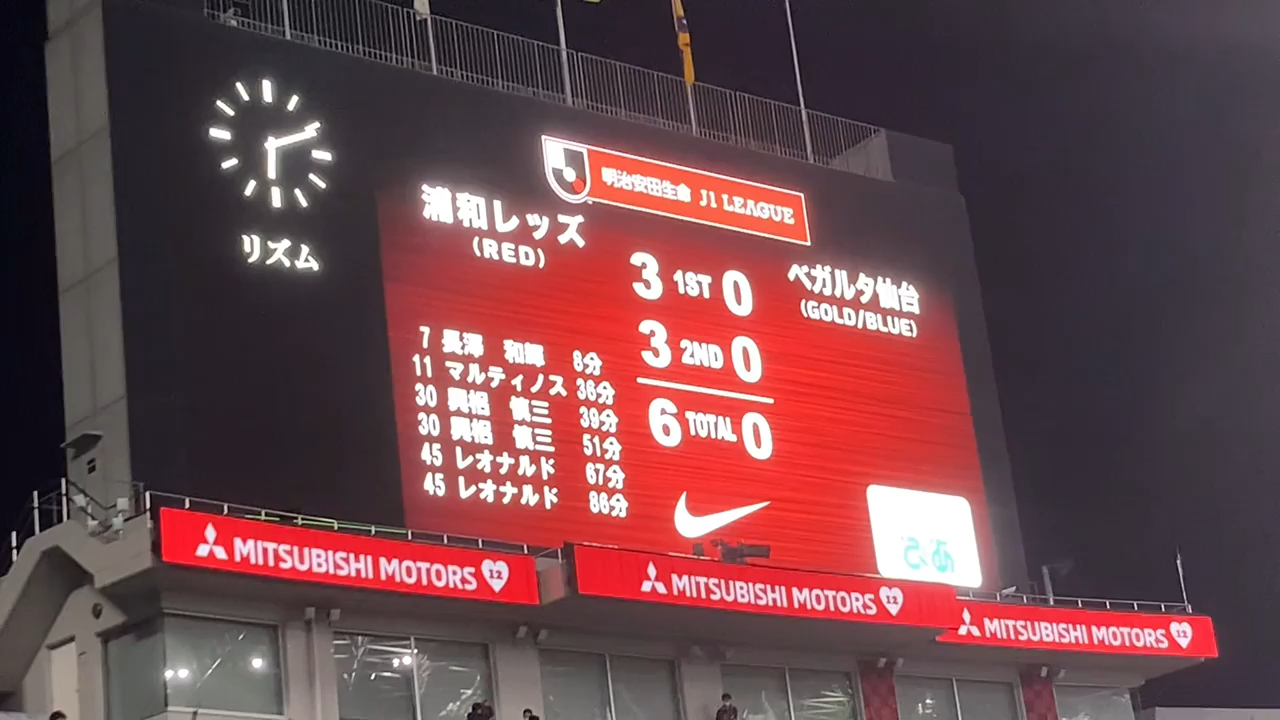 明治安田生命 J1 LEAGUE
浦和レッズ
(RED)
ベガルタ仙台
(GOLD/BLUE)
リズム
3 1ST 0
3 2ND 0
6 TOTAL 0
7 長澤 和輝 8分
11 マルティノス 36分
30 興梠 慎三 39分
30 興梠 慎三 51分
45 レオナルド 67分
45 レオナルド 86分
MITSUBISHI MOTORS 12
MITSUBISHI MOTORS 12
MITSUBISHI MOTORS 12